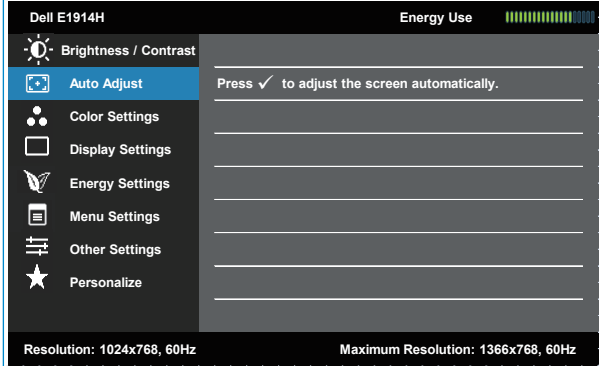 Dell E1914H Energy Use
Brightness / Contrast
Auto Adjust Press ✓ to adjust the screen automatically.
Color Settings
Display Settings
Energy Settings
Menu Settings
Other Settings
Personalize
Resolution: 1024x768, 60Hz Maximum Resolution: 1366x768, 60Hz